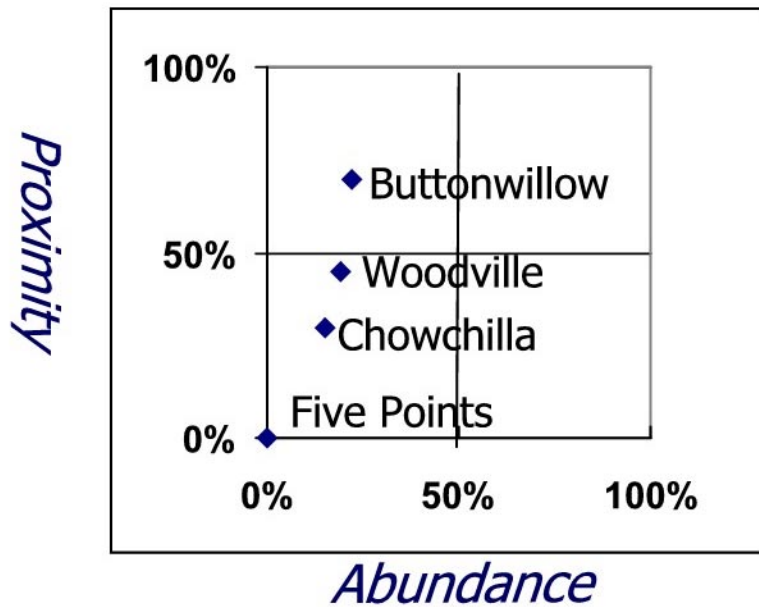 Proximity
100%
Buttonwillow
50%
Woodville
Chowchilla
Five Points
0%
0% 50% 100%
Abundance